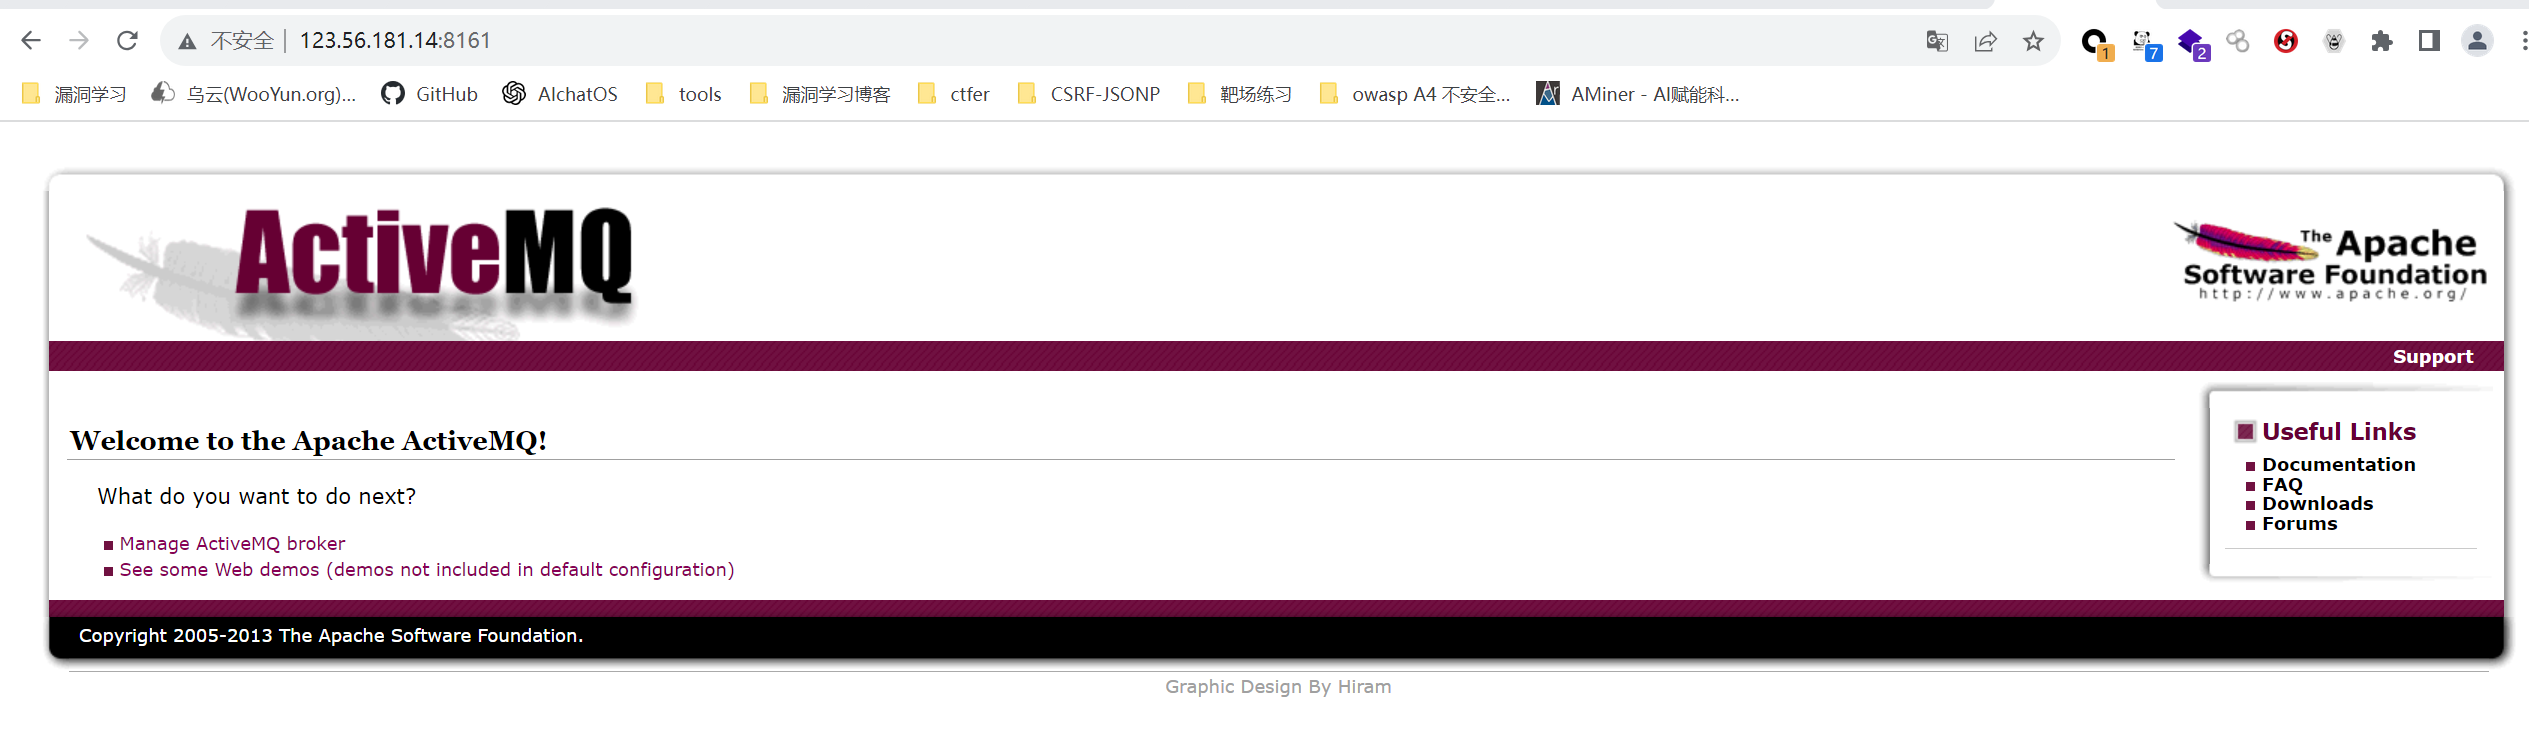 不安全 123.56.181.14:8161
1 7 2
漏洞学习 乌云(WooYun.org)... GitHub AIchatOS tools 漏洞学习博客 ctfer CSRF-JSONP 靶场练习 owasp A4 不安全... AMiner - AI赋能科...
ActiveMQ
The Apache
Software Foundation
http://www.apache.org/
Support
Welcome to the Apache ActiveMQ!
What do you want to do next?
Manage ActiveMQ broker
See some Web demos (demos not included in default configuration)
Useful Links
Documentation
FAQ
Downloads
Forums
Copyright 2005-2013 The Apache Software Foundation.
Graphic Design By Hiram